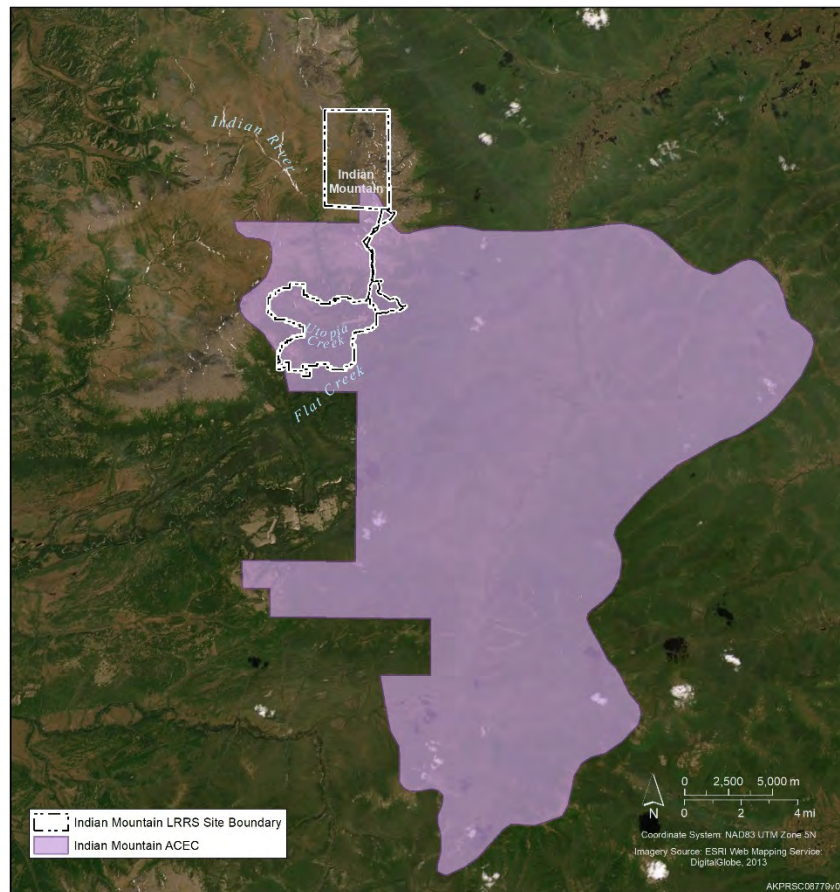 Indian River
Indian
Mountain
Utopia
Creek
Flat Creek
0 2,500 5,000 m
0 2 4 mi
N
Coordinate System: NAD83 UTM Zone 5N
Imagery Source: ESRI Web Mapping Service:
DigitalGlobe, 2013
Indian Mountain LRRS Site Boundary
Indian Mountain ACEC